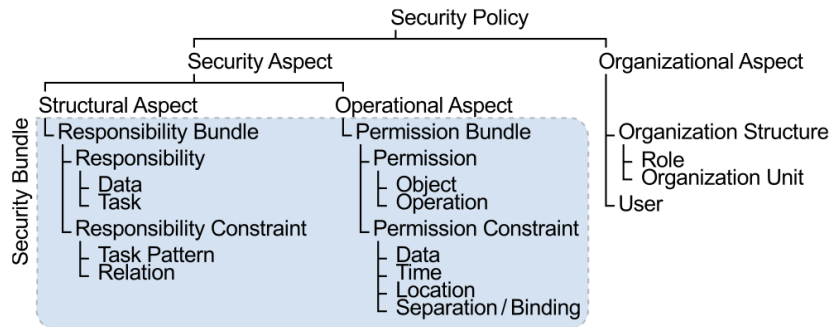 Security Policy
Security Aspect
Organizational Aspect
Structural Aspect
Operational Aspect
Security Bundle
Responsibility Bundle
Responsibility
Data
Task
Responsibility Constraint
Task Pattern
Relation
Permission Bundle
Permission
Object
Operation
Permission Constraint
Data
Time
Location
Separation / Binding
Organization Structure
Role
Organization Unit
User